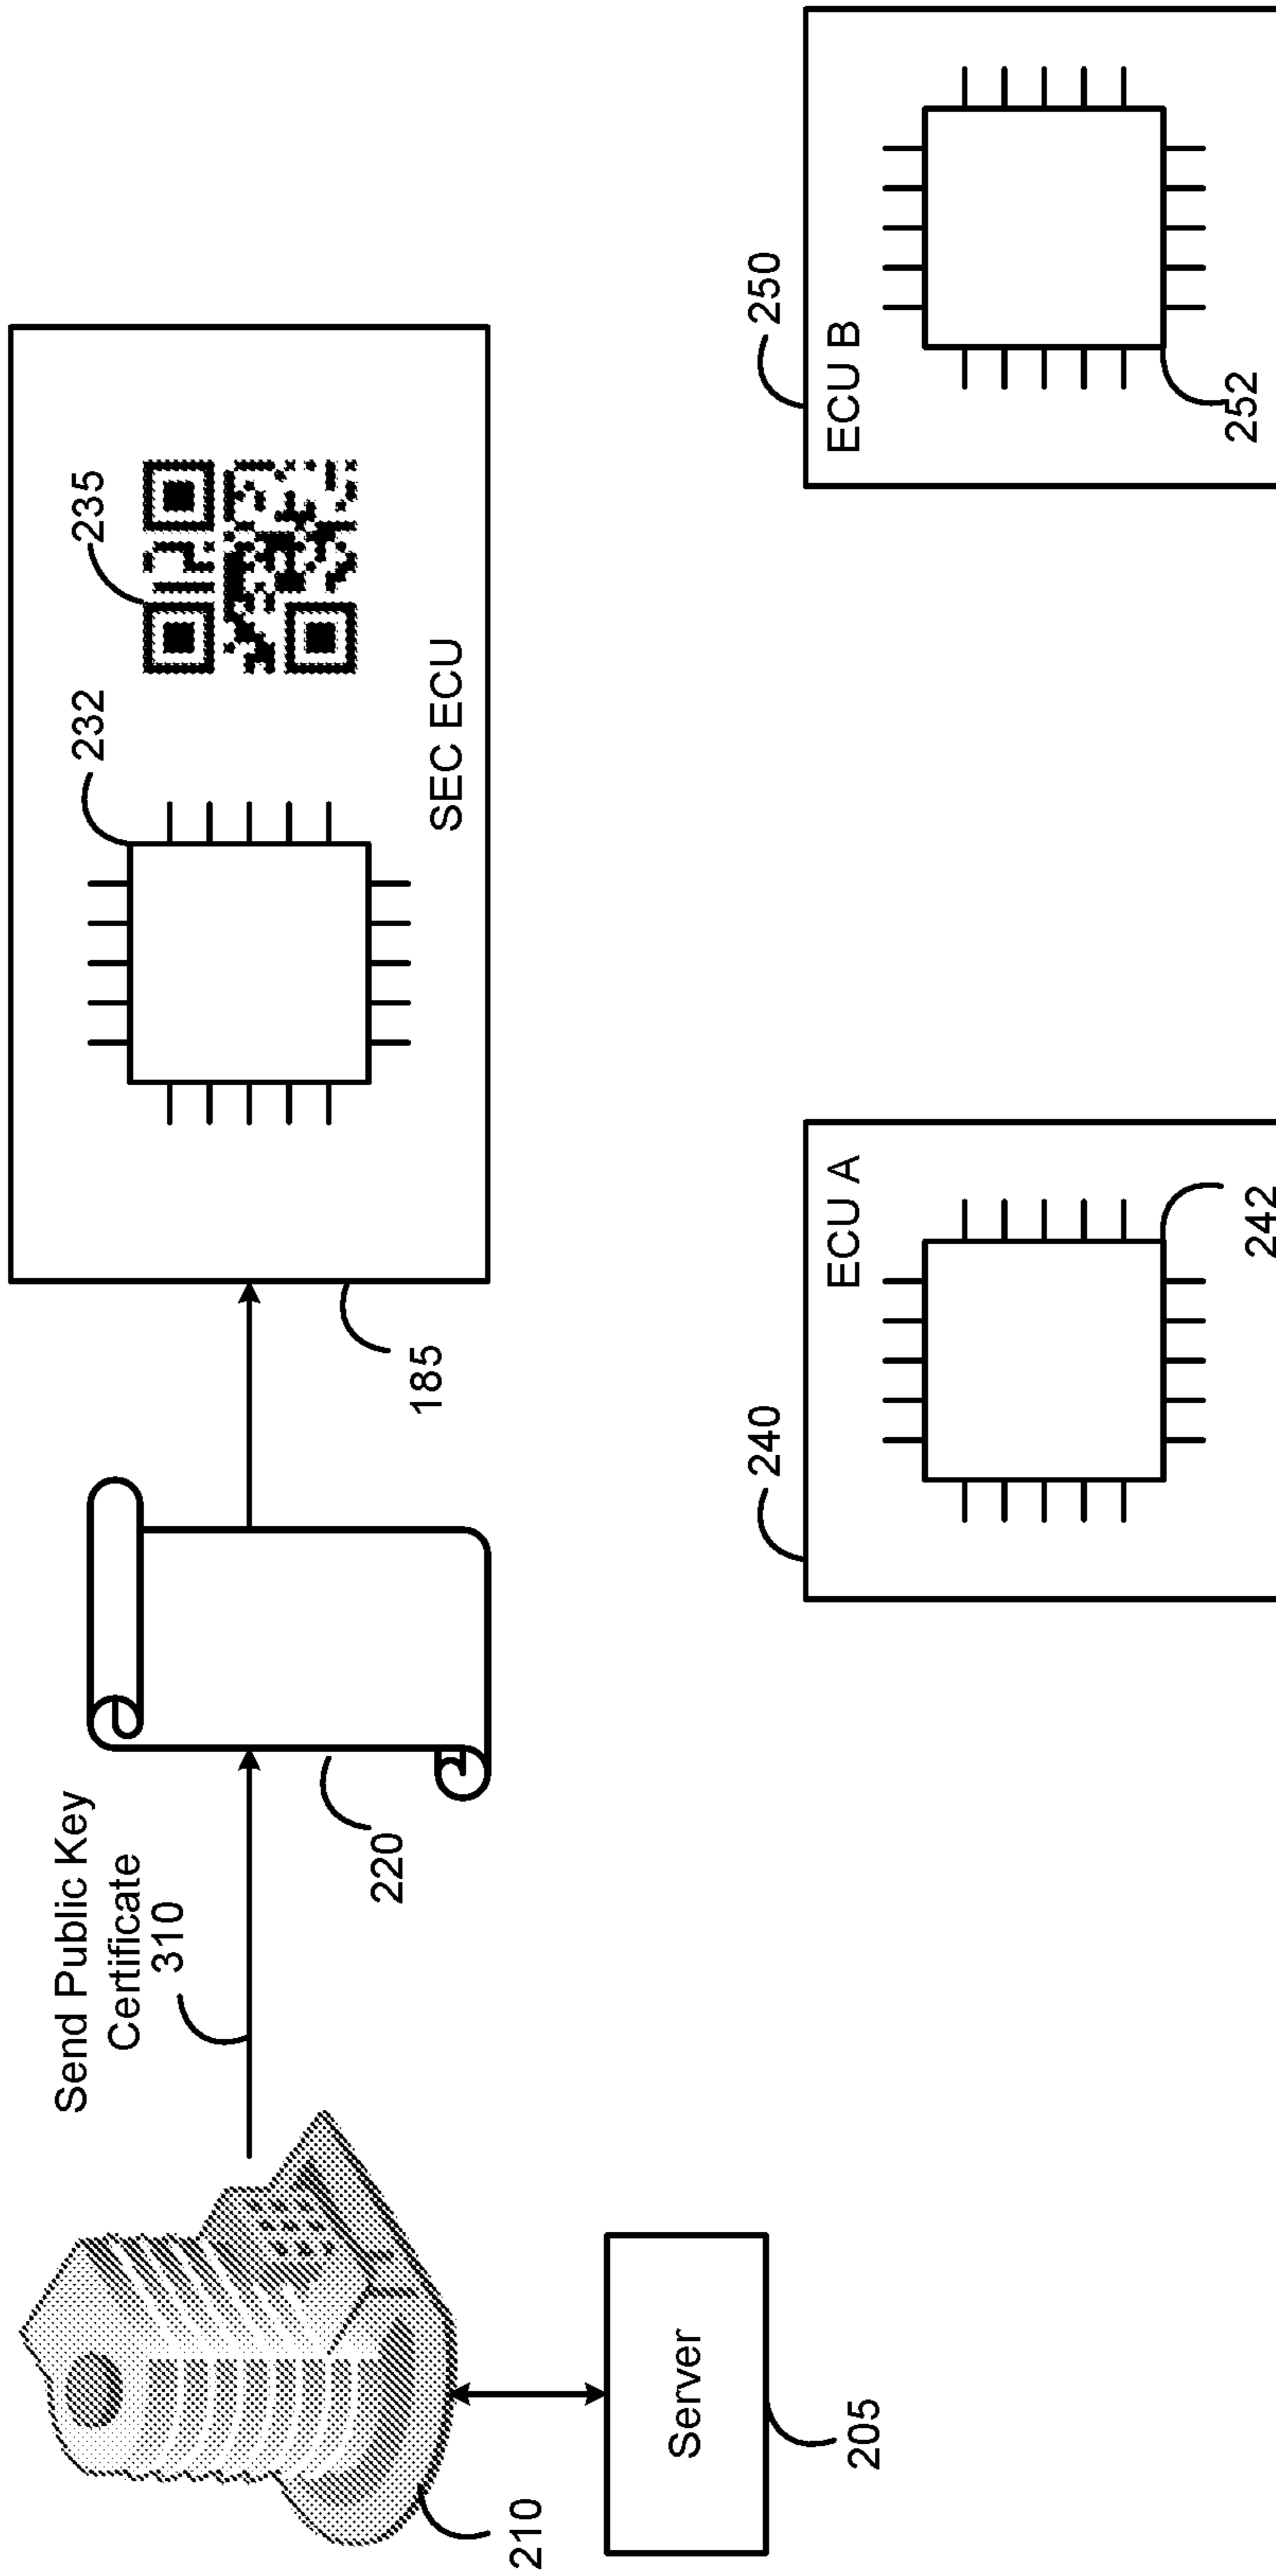 Send Public Key
Certificate
310
232
235
SEC ECU
185
220
210
Server
205
240
ECU A
242
250
ECU B
252